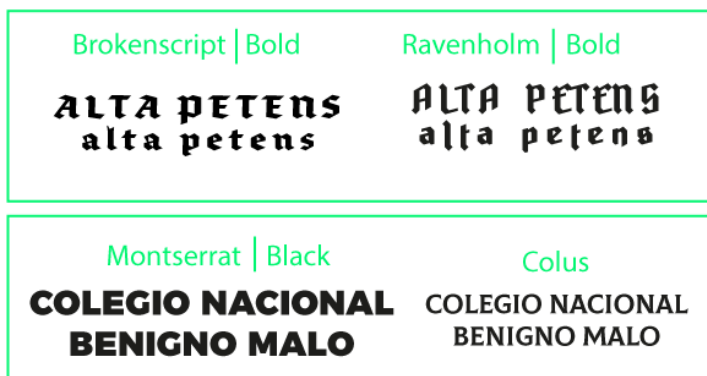 Brokenscript | Bold
ALTA PETENS
alta petens
Ravenholm | Bold
ALTA PETENS
alta petens
Montserrat | Black
COLEGIO NACIONAL
BENIGNO MALO
Colus
COLEGIO NACIONAL
BENIGNO MALO